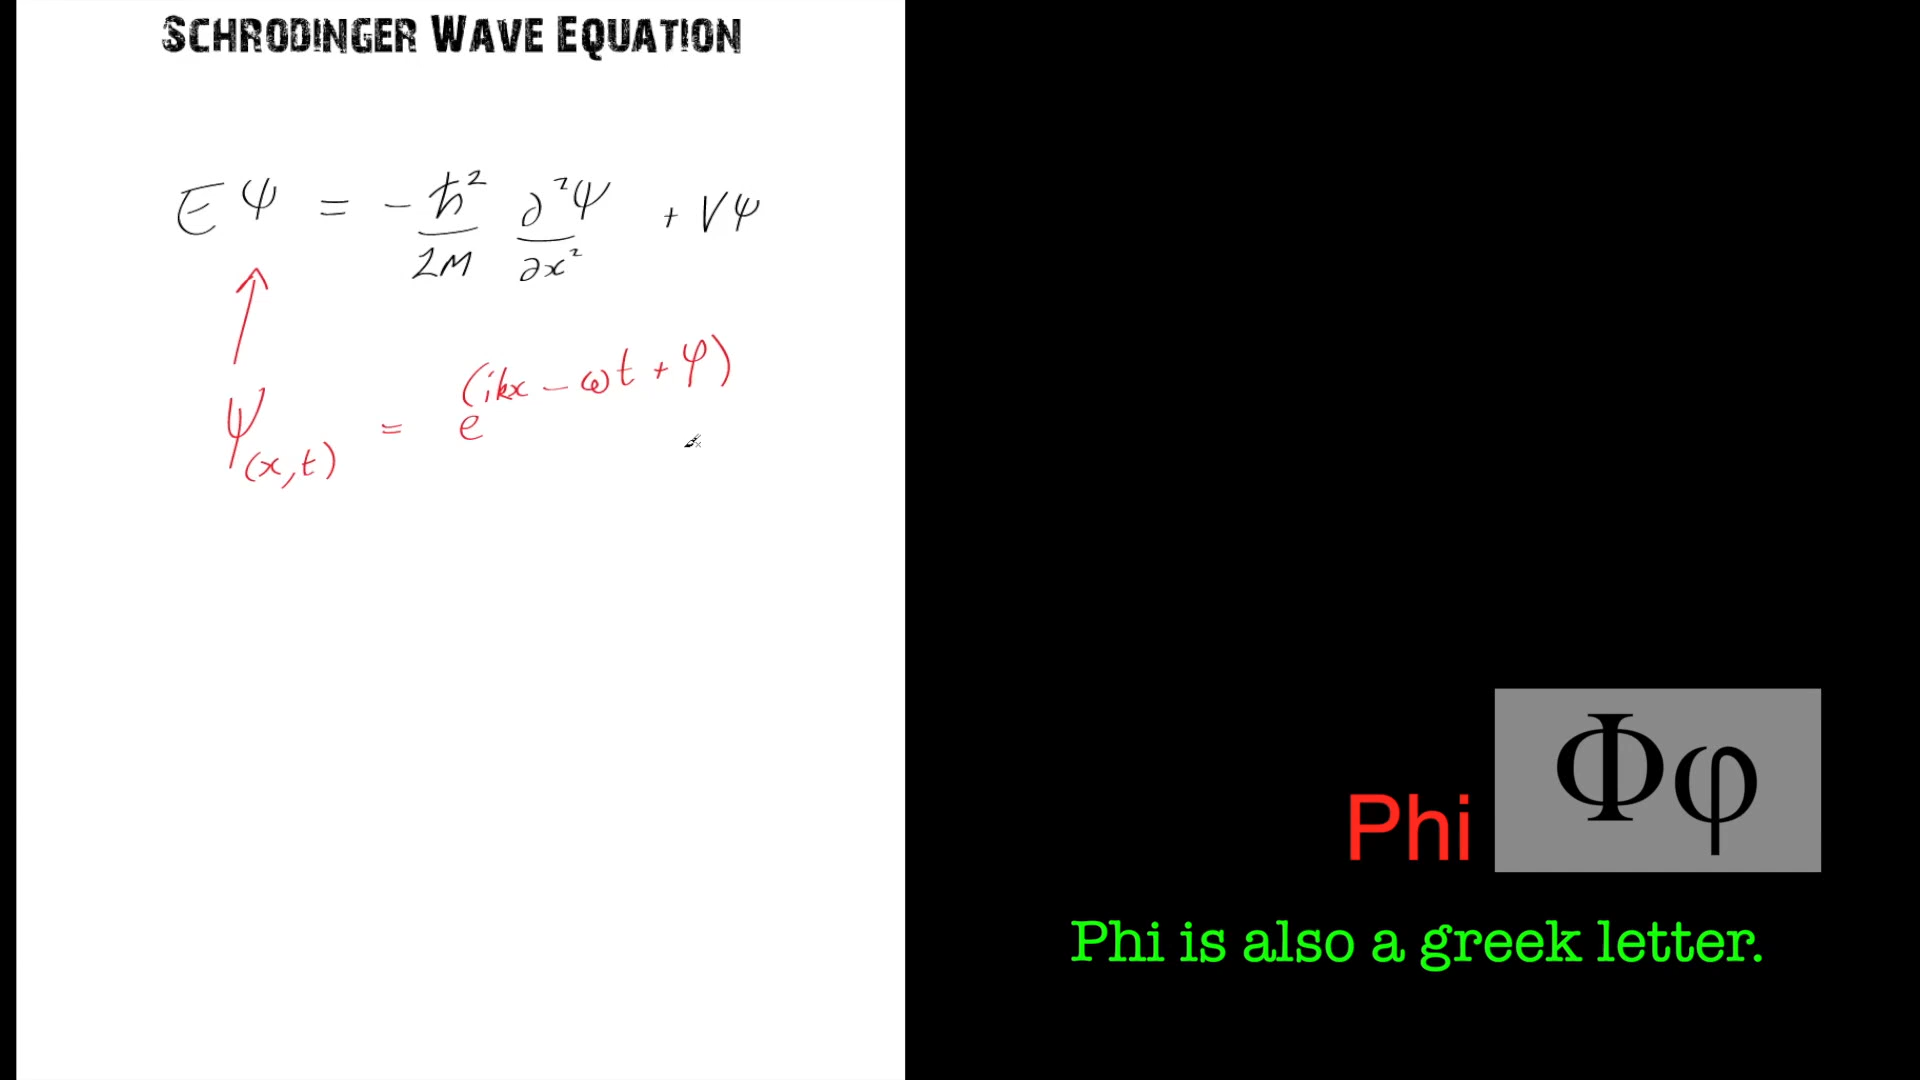 SCHRODINGER WAVE EQUATION
Eψ = -ħ²/2M ∂²ψ/∂x² + Vψ
ψ(x,t) = e^(ikx - ωt + φ)
Phi Φφ
Phi is also a greek letter.